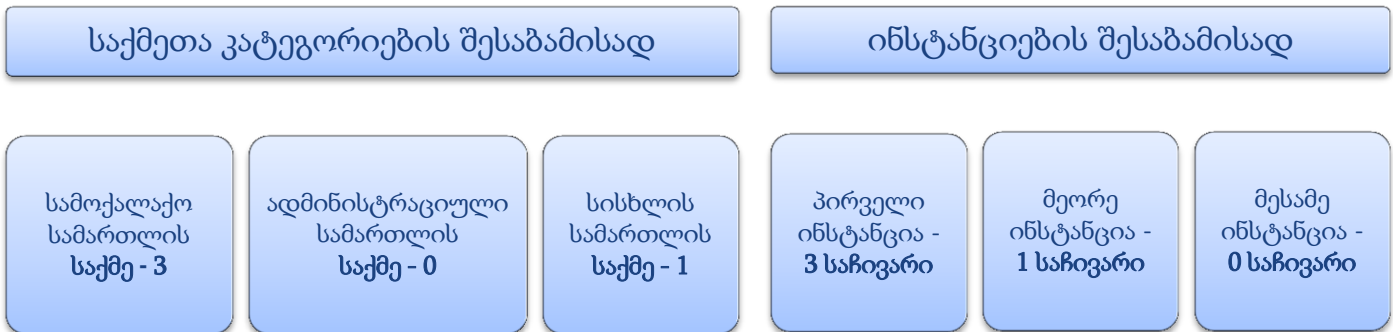 საქმეთა კატეგორიების შესაბამისად
ინსტანციების შესაბამისად
სამოქალაქო
სამართლის
საქმე - 3
ადმინისტრაციული
სამართლის
საქმე - 0
სისხლის
სამართლის
საქმე - 1
პირველი
ინსტანცია -
3 საჩივარი
მეორე
ინსტანცია -
1 საჩივარი
მესამე
ინსტანცია -
0 საჩივარი